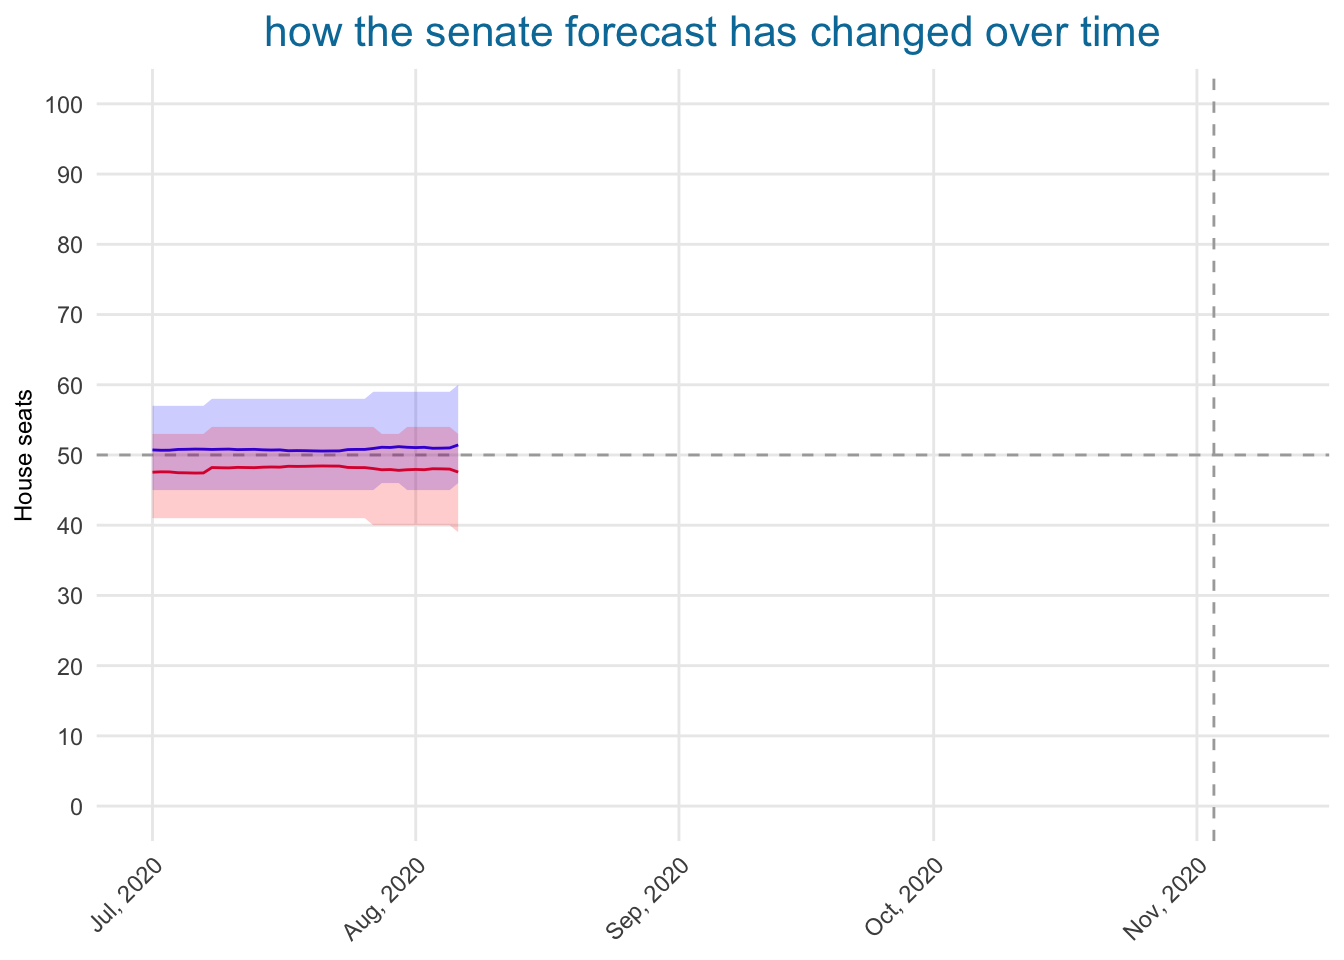 how the senate forecast has changed over time
100
90
80
70
60
50
40
30
20
10
0
House seats
Jul, 2020
Aug, 2020
Sep, 2020
Oct, 2020
Nov, 2020